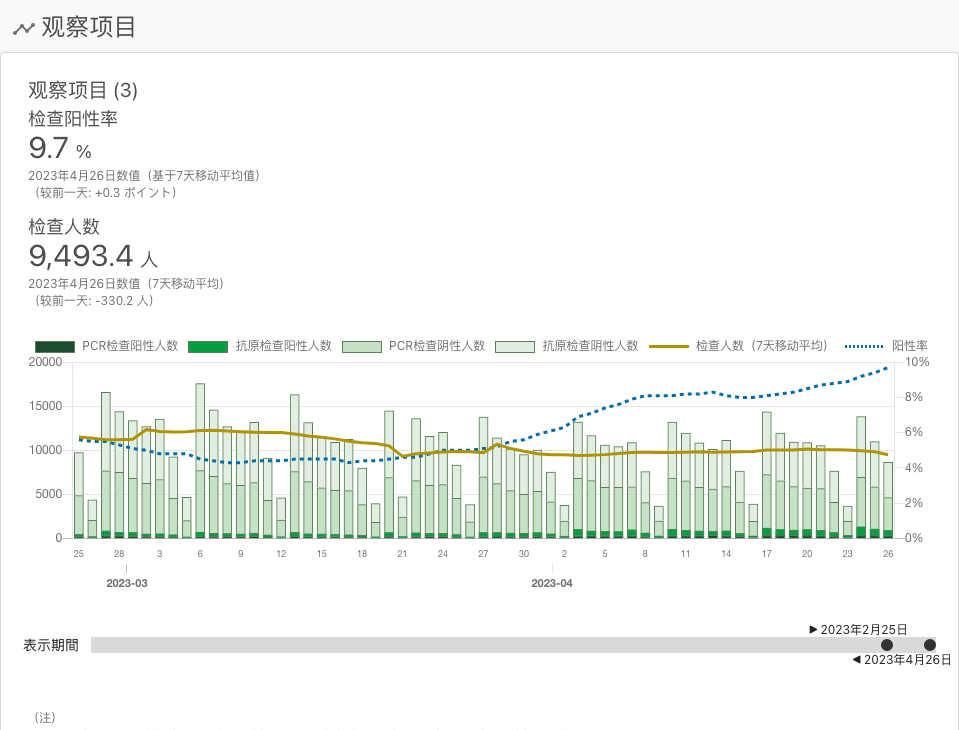 观察项目
观察项目 (3)
检查阳性率
9.7 %
2023年4月26日数值（基于7天移动平均值）
（较前一天: +0.3 ポイント）
检查人数
9,493.4 人
2023年4月26日数值（7天移动平均）
（较前一天: -330.2 人）
PCR检查阳性人数 抗原检查阳性人数 PCR检查阴性人数 抗原检查阴性人数 检查人数（7天移动平均） 阳性率
20000 10%
15000 8%
10000 6%
5000 4%
0 2%
0%
25 28 3 6 9 12 15 18 21 24 27 30 2 5 8 11 14 17 20 23 26
2023-03 2023-04
▶ 2023年2月25日
表示期間
◀ 2023年4月26日
（注）